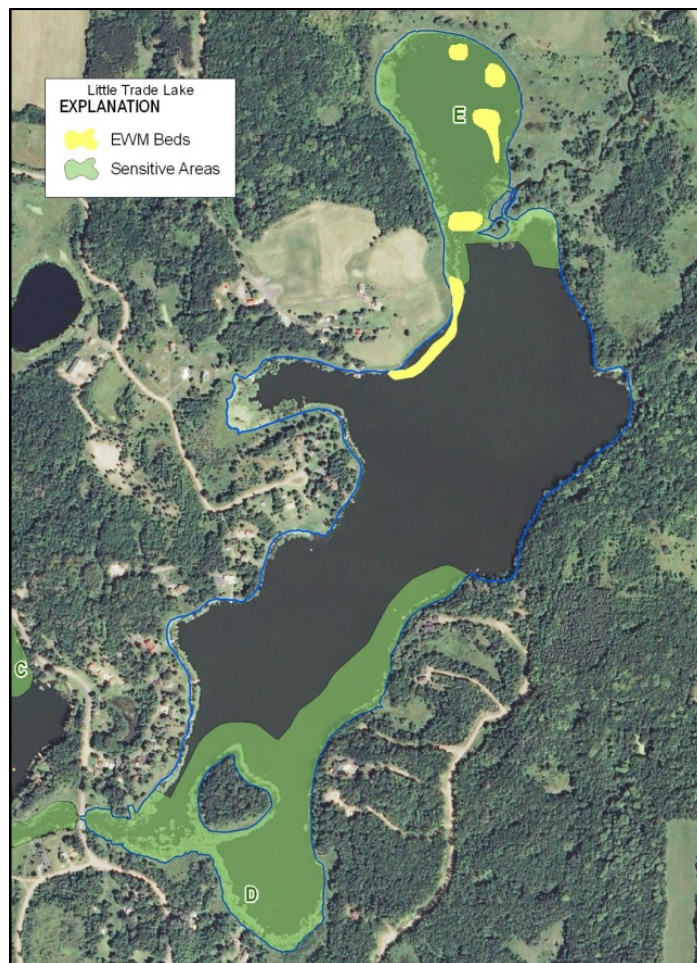 Little Trade Lake
EXPLANATION
EWM Beds
Sensitive Areas
E
C
D